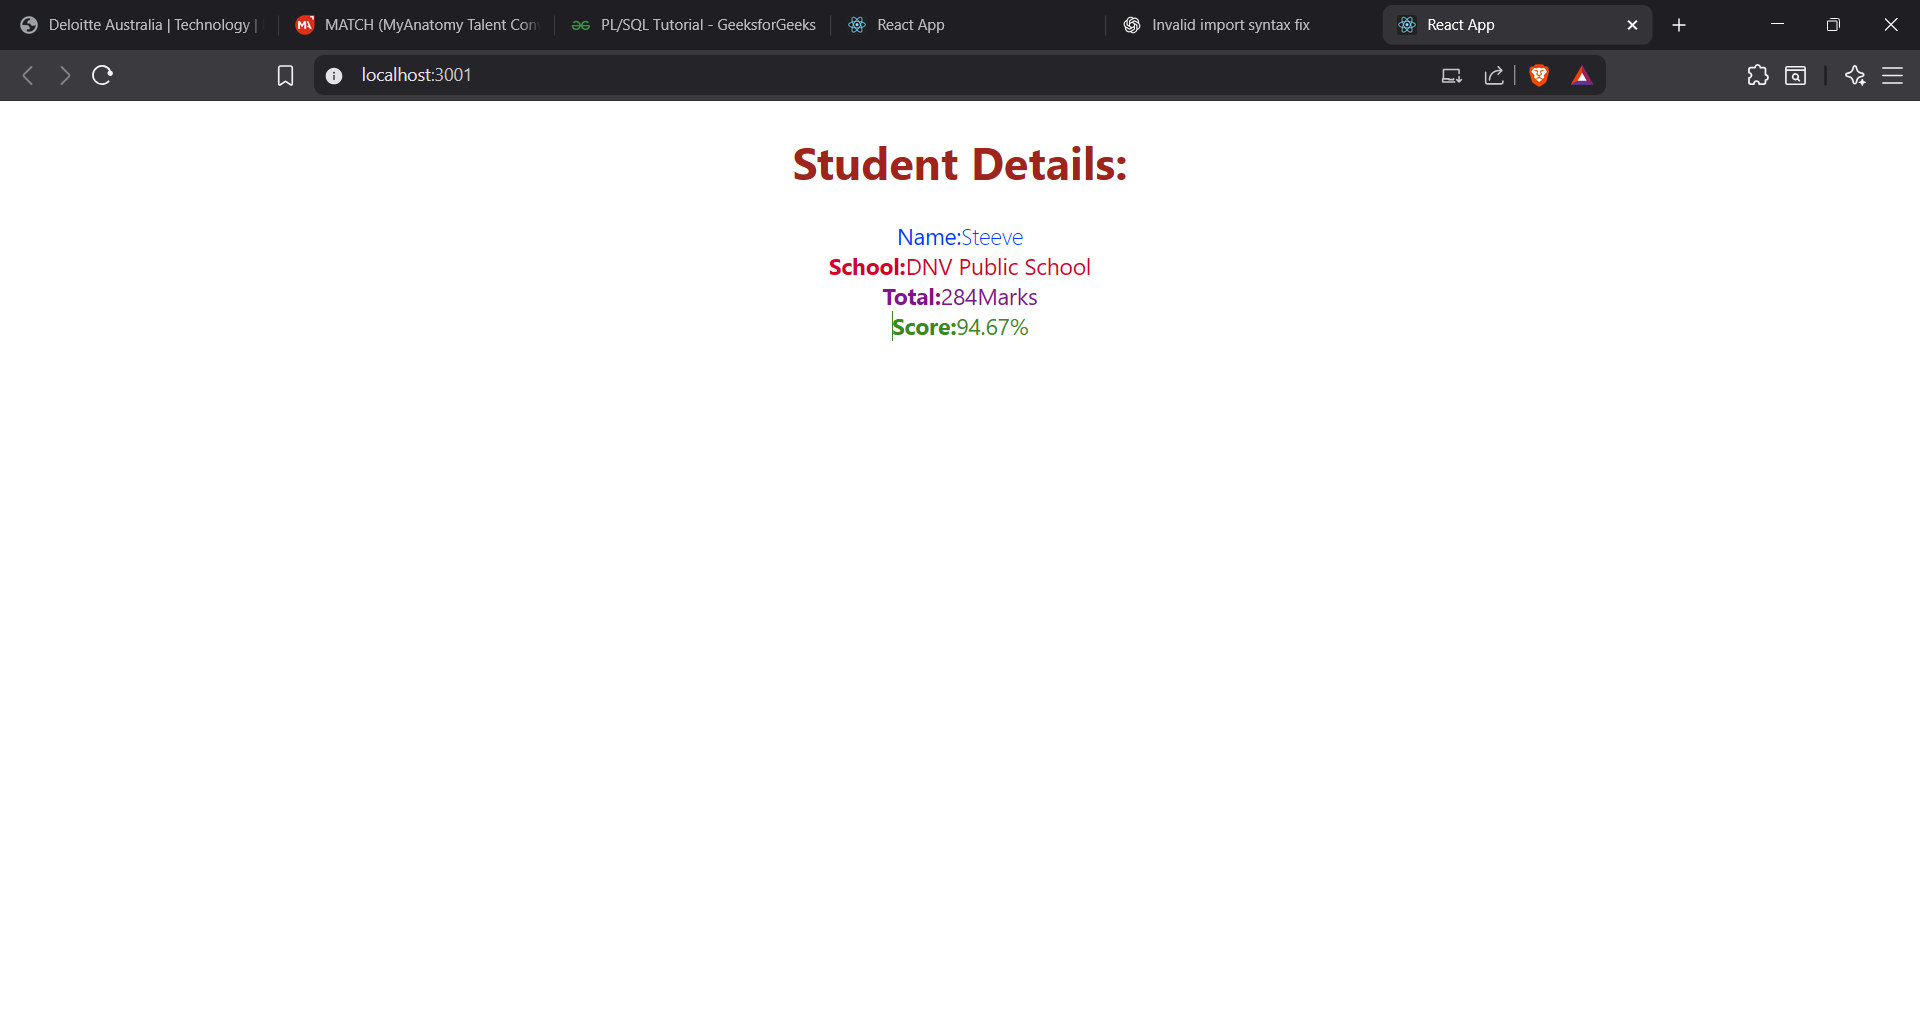 Deloitte Australia | Technology |
MATCH (MyAnatomy Talent Con
PL/SQL Tutorial - GeeksforGeeks
React App
Invalid import syntax fix
React App
localhost:3001
Student Details:
Name:Steeve
School:DNV Public School
Total:284Marks
Score:94.67%